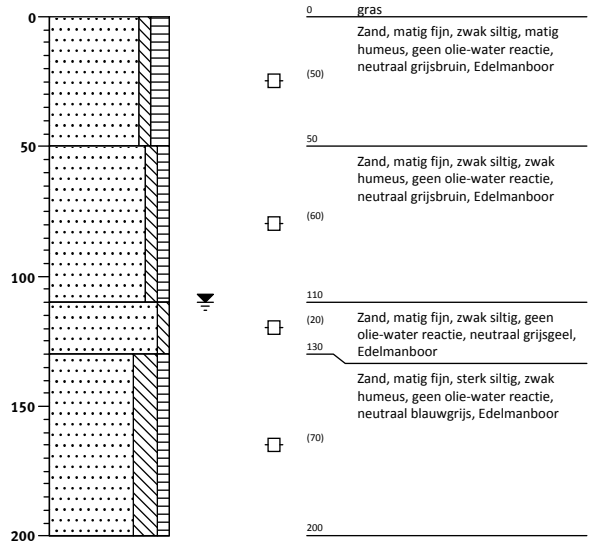 0
50
100
150
200
0 gras
Zand, matig fijn, zwak siltig, matig
humeus, geen olie-water reactie,
neutraal grijsbruin, Edelmanboor
(50)
50
Zand, matig fijn, zwak siltig, zwak
humeus, geen olie-water reactie,
neutraal grijsbruin, Edelmanboor
(60)
110
Zand, matig fijn, zwak siltig, geen
olie-water reactie, neutraal grijsgeel,
Edelmanboor
(20)
130
Zand, matig fijn, sterk siltig, zwak
humeus, geen olie-water reactie,
neutraal blauwgrijs, Edelmanboor
(70)
200